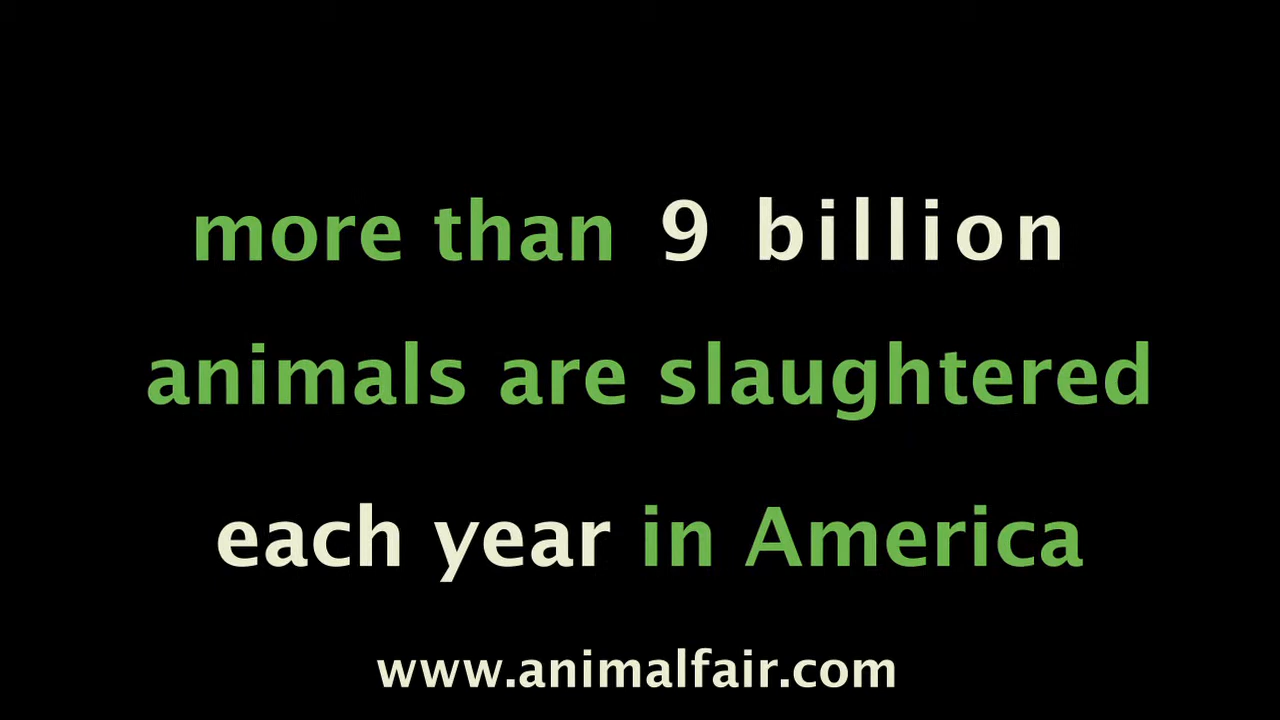 more than 9 billion
animals are slaughtered
each year in America
www.animalfair.com